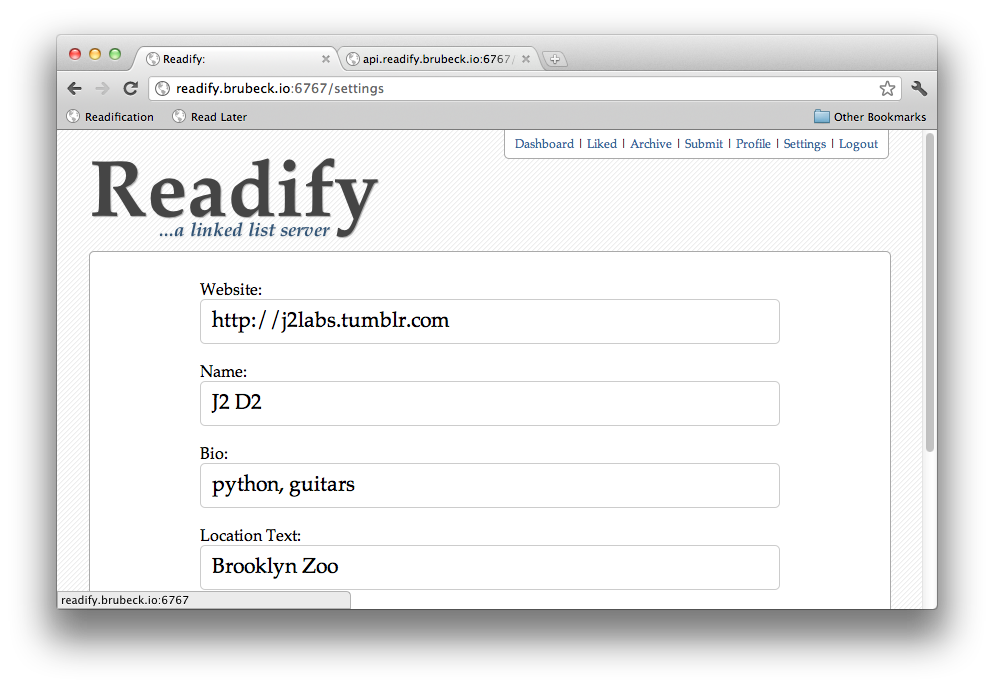 Readify:
api.readify.brubeck.io:6767/
readify.brubeck.io:6767/settings
Readification
Read Later
Other Bookmarks
Dashboard | Liked | Archive | Submit | Profile | Settings | Logout
Readify
...a linked list server
Website:
http://j2labs.tumblr.com
Name:
J2 D2
Bio:
python, guitars
Location Text:
Brooklyn Zoo
readify.brubeck.io:6767